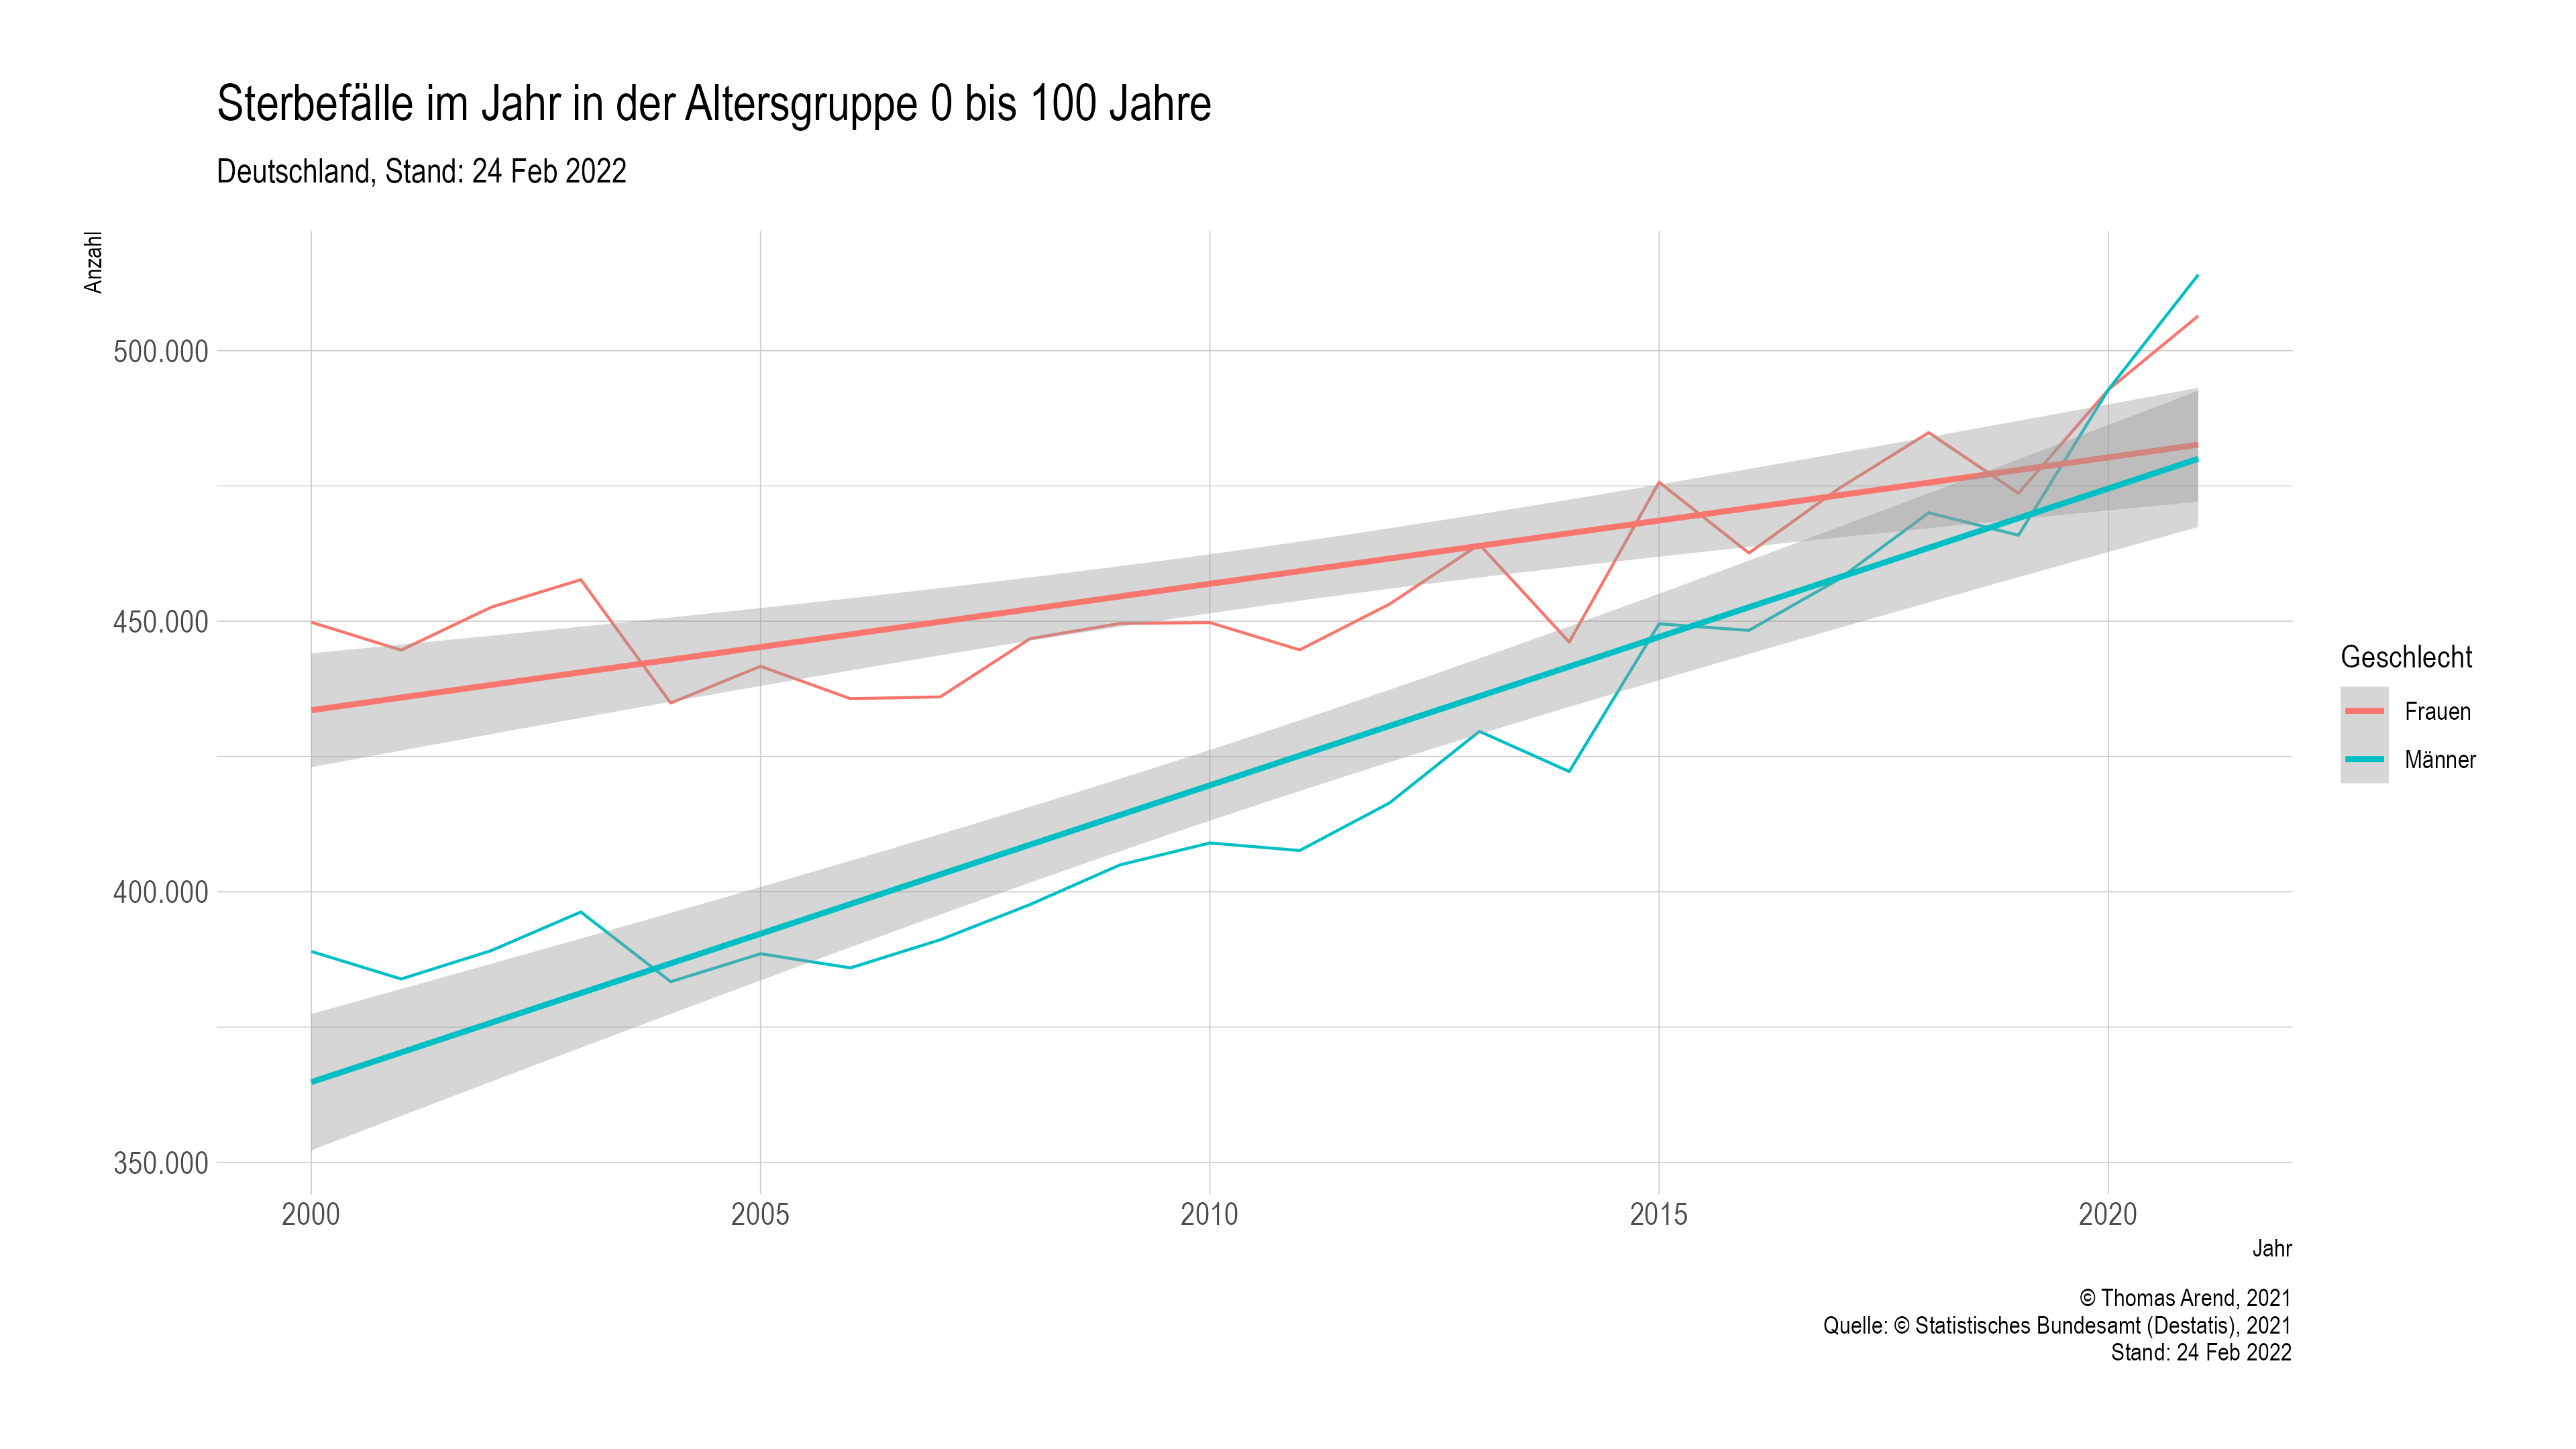 Sterbefälle im Jahr in der Altersgruppe 0 bis 100 Jahre
Deutschland, Stand: 24 Feb 2022
Anzahl
500.000
450.000
400.000
350.000
2000
2005
2010
2015
2020
Jahr
Geschlecht
Frauen
Männer
© Thomas Arend, 2021
Quelle: © Statistisches Bundesamt (Destatis), 2021
Stand: 24 Feb 2022